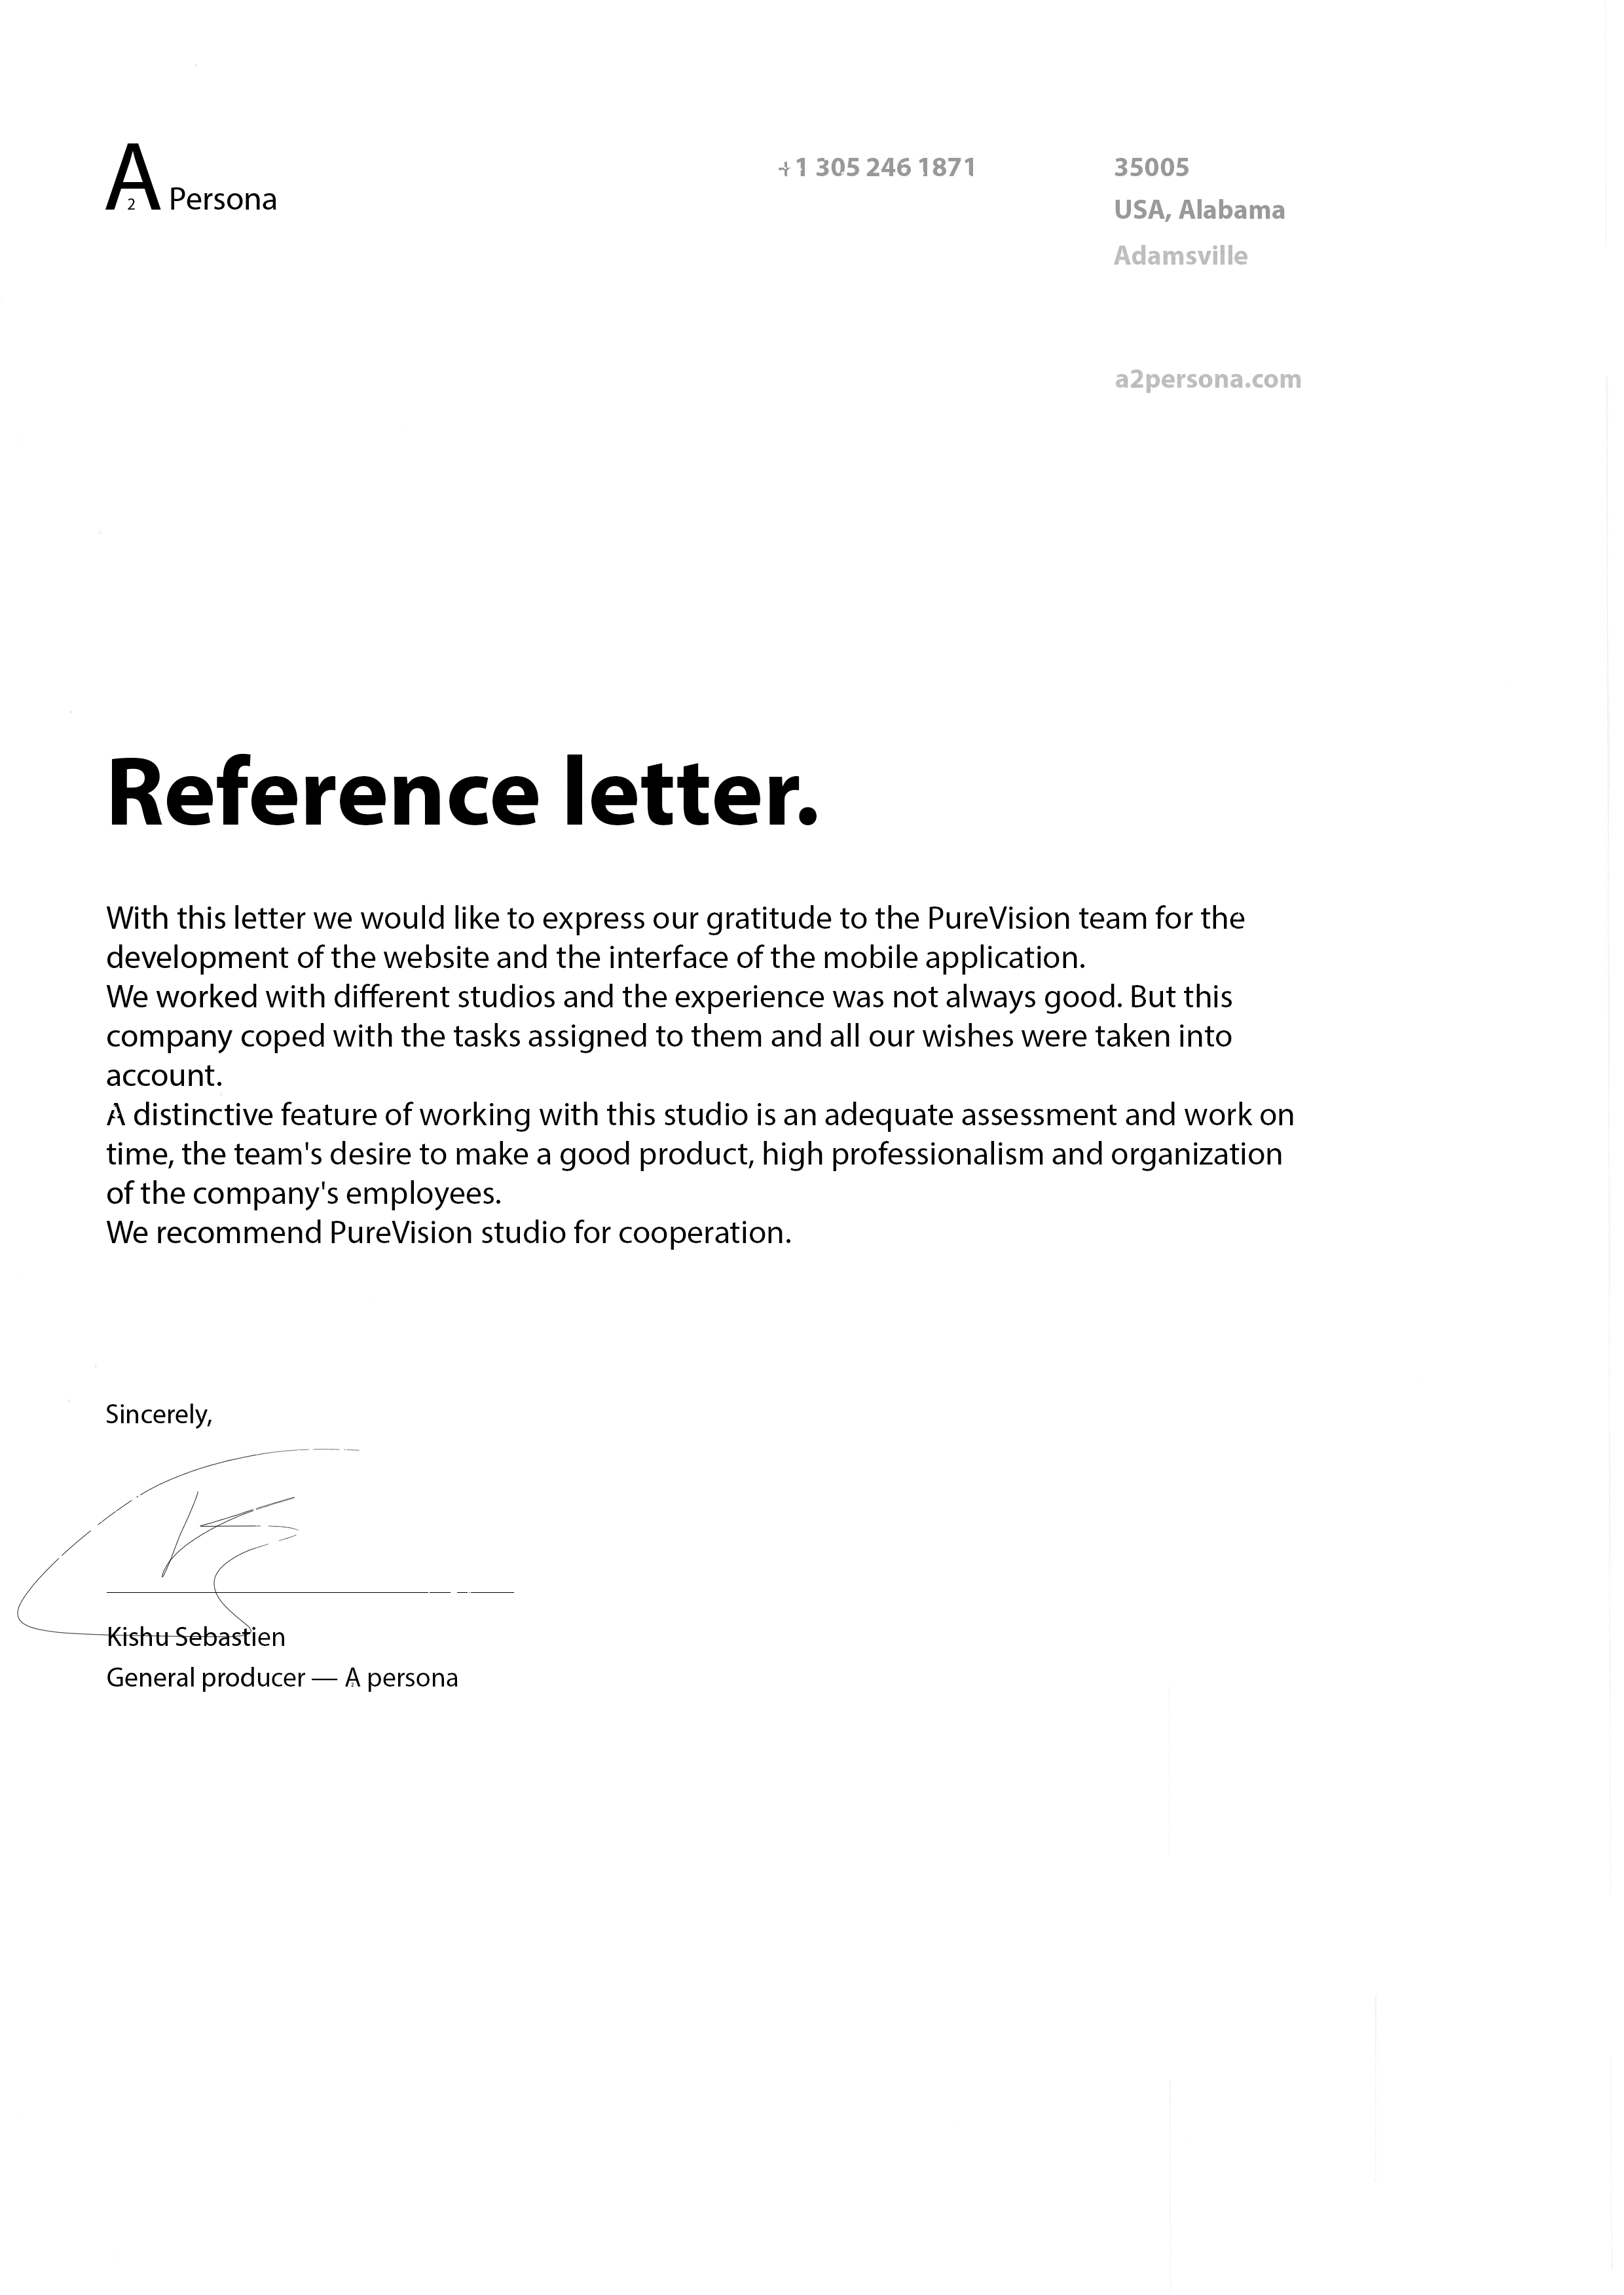 A2 Persona
+1 305 246 1871
35005
USA, Alabama
Adamsville
a2persona.com
Reference letter.
With this letter we would like to express our gratitude to the PureVision team for the
development of the website and the interface of the mobile application.
We worked with different studios and the experience was not always good. But this
company coped with the tasks assigned to them and all our wishes were taken into
account.
A distinctive feature of working with this studio is an adequate assessment and work on
time, the team's desire to make a good product, high professionalism and organization
of the company's employees.
We recommend PureVision studio for cooperation.
Sincerely,
Kishu Sebastien
General producer — A2 persona